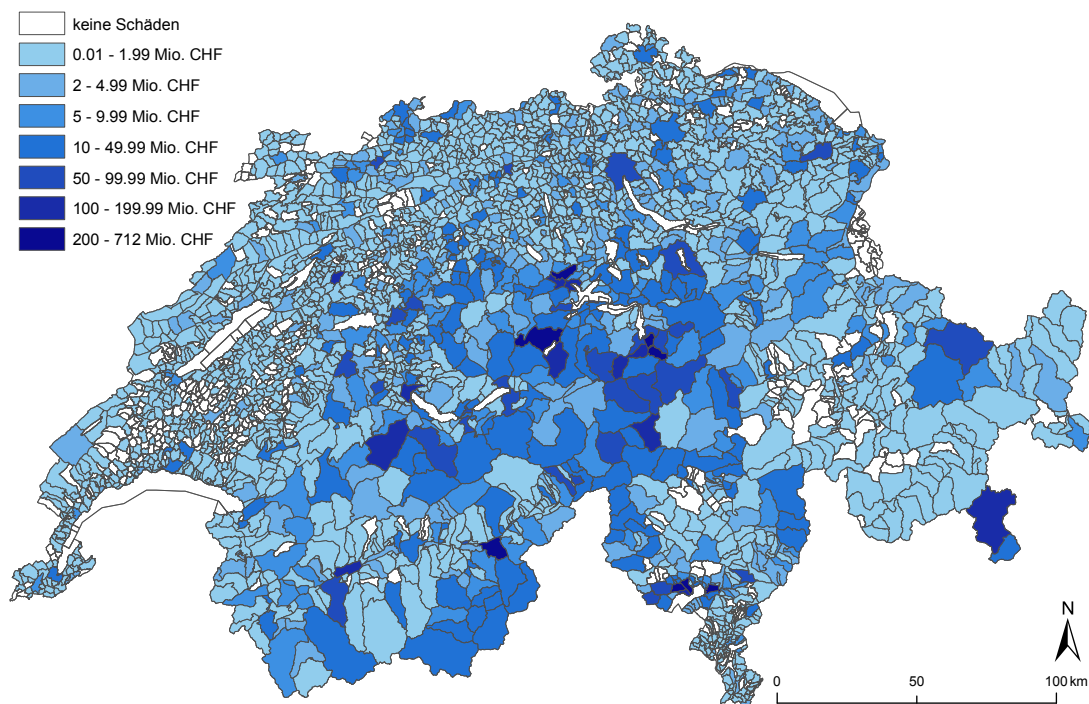 keine Schäden
0.01 - 1.99 Mio. CHF
2 - 4.99 Mio. CHF
5 - 9.99 Mio. CHF
10 - 49.99 Mio. CHF
50 - 99.99 Mio. CHF
100 - 199.99 Mio. CHF
200 - 712 Mio. CHF
N
0 50 100 km